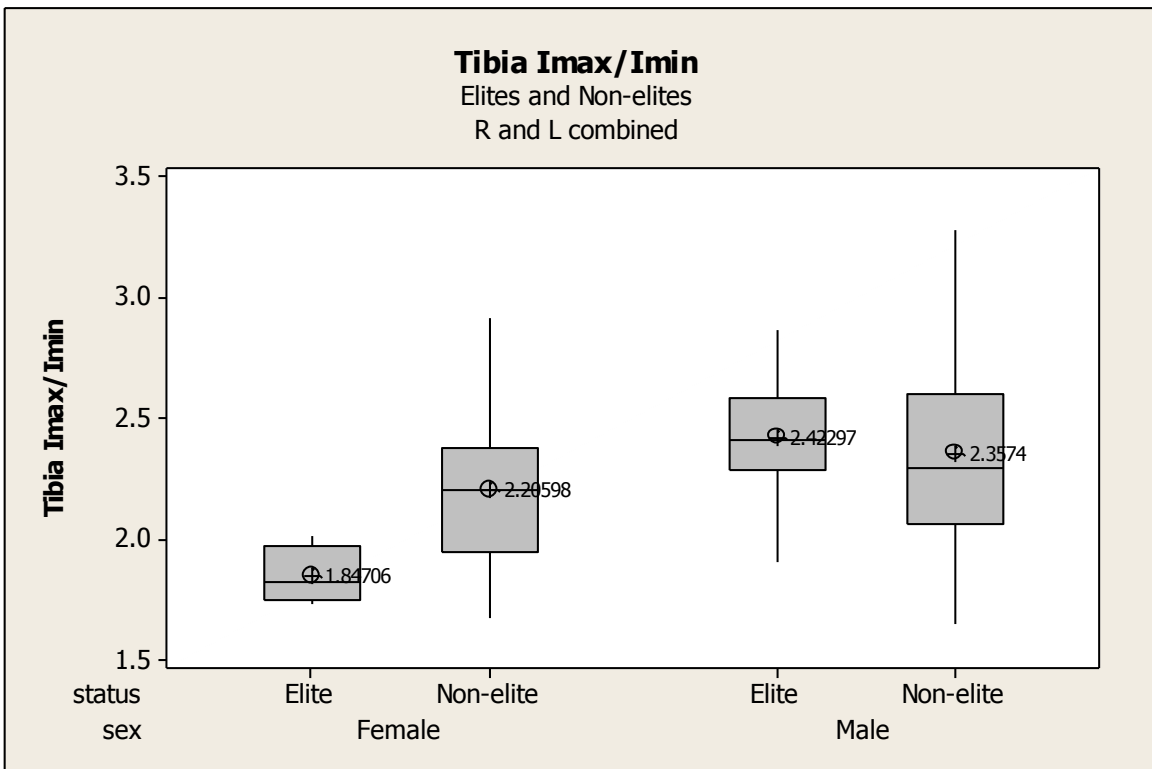 Tibia Imax/Imin
Elites and Non-elites
R and L combined
Tibia Imax/Imin
3.5
3.0
2.5
2.0
1.5
1.84706
2.20598
2.42297
2.3574
status Elite Non-elite Elite Non-elite
sex Female Male